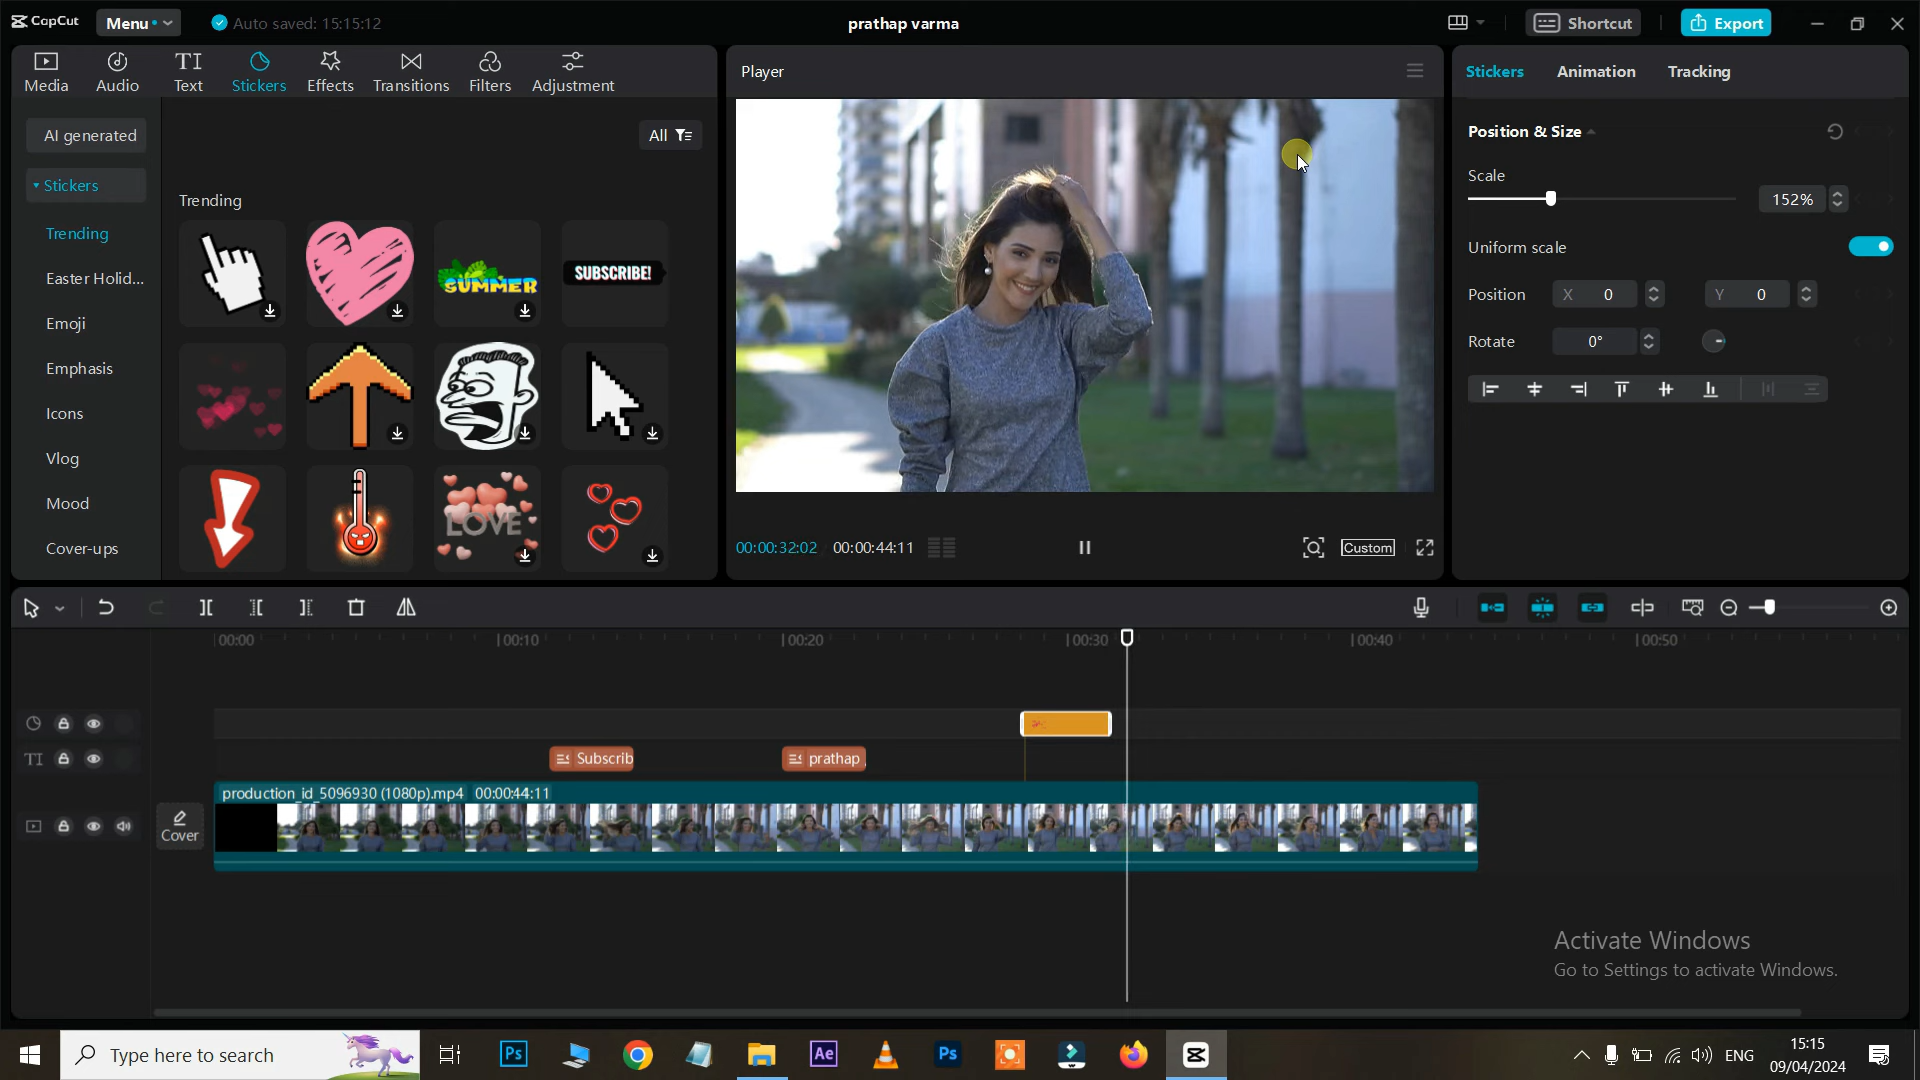 CapCut
Menu
Auto saved: 15:15:12
prathap varma
Shortcut
Export
Media
Audio
Text
Stickers
Effects
Transitions
Filters
Adjustment
AI generated
Stickers
Trending
Easter Holid...
Emoji
Emphasis
Icons
Vlog
Mood
Cover-ups
All
Trending
SUMMER
SUBSCRIBE!
LOVE
Player
00:00:32:02 00:00:44:11
Custom
Stickers
Animation
Tracking
Position & Size
Scale
152%
Uniform scale
Position X 0 Y 0
Rotate 0°
00:00
00:10
00:20
00:30
00:40
00:50
Subscrib
prathap
Cover
production_id_5096930 (1080p).mp4 00:00:44:11
Activate Windows
Go to Settings to activate Windows.
Type here to search
Ps
Ae
Ps
ENG
15:15
09/04/2024